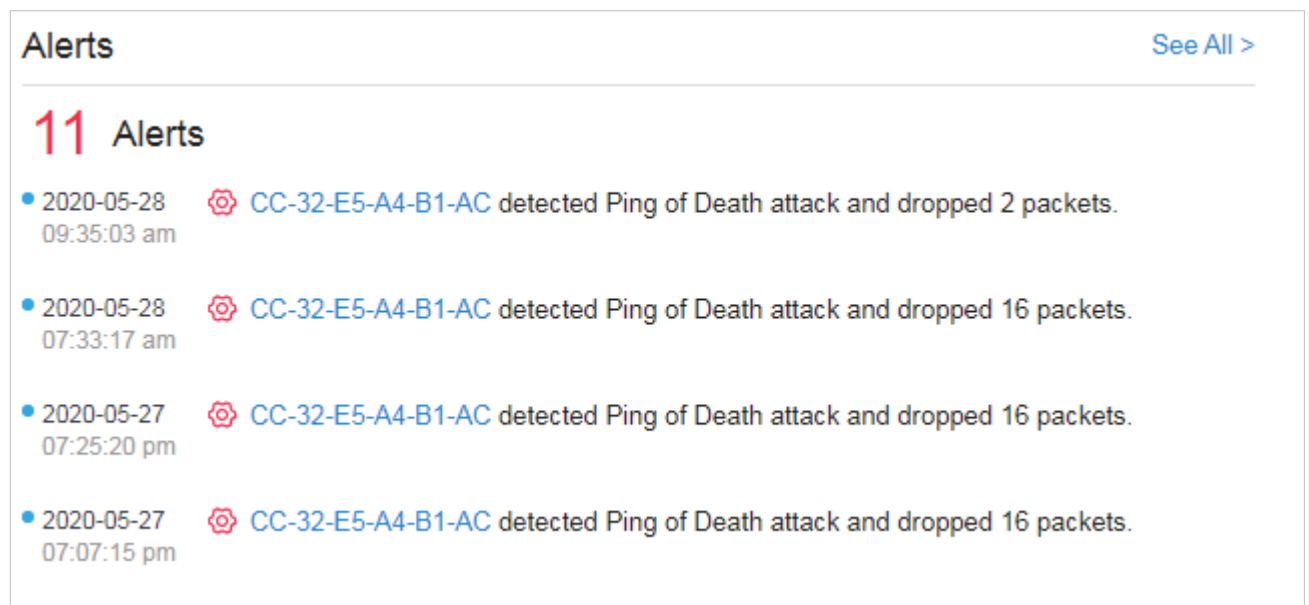 Alerts
See All >
11 Alerts
2020-05-28
CC-32-E5-A4-B1-AC detected Ping of Death attack and dropped 2 packets.
09:35:03 am
2020-05-28
CC-32-E5-A4-B1-AC detected Ping of Death attack and dropped 16 packets.
07:33:17 am
2020-05-27
CC-32-E5-A4-B1-AC detected Ping of Death attack and dropped 16 packets.
07:25:20 pm
2020-05-27
CC-32-E5-A4-B1-AC detected Ping of Death attack and dropped 16 packets.
07:07:15 pm